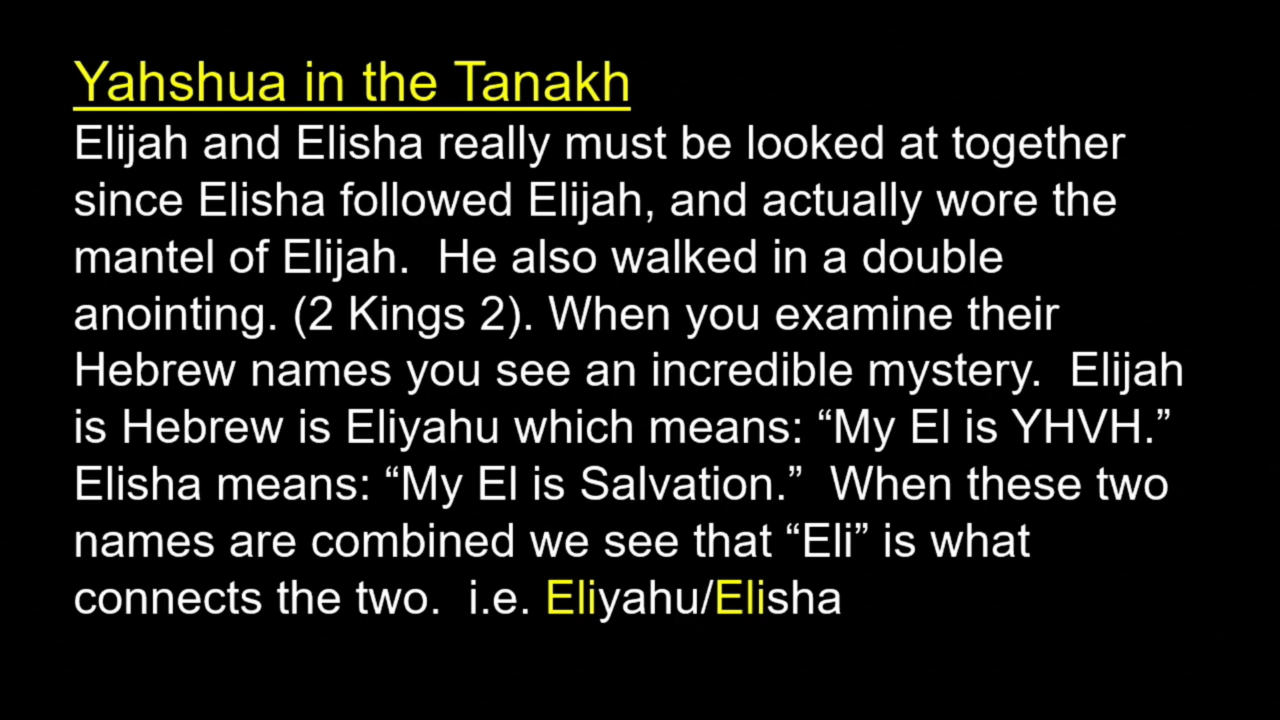 Yahshua in the Tanakh
Elijah and Elisha really must be looked at together
since Elisha followed Elijah, and actually wore the
mantel of Elijah.  He also walked in a double
anointing. (2 Kings 2). When you examine their
Hebrew names you see an incredible mystery.  Elijah
is Hebrew is Eliyahu which means: “My El is YHVH.”
Elisha means: “My El is Salvation.”  When these two
names are combined we see that “Eli” is what
connects the two.  i.e. Eliyahu/Elisha